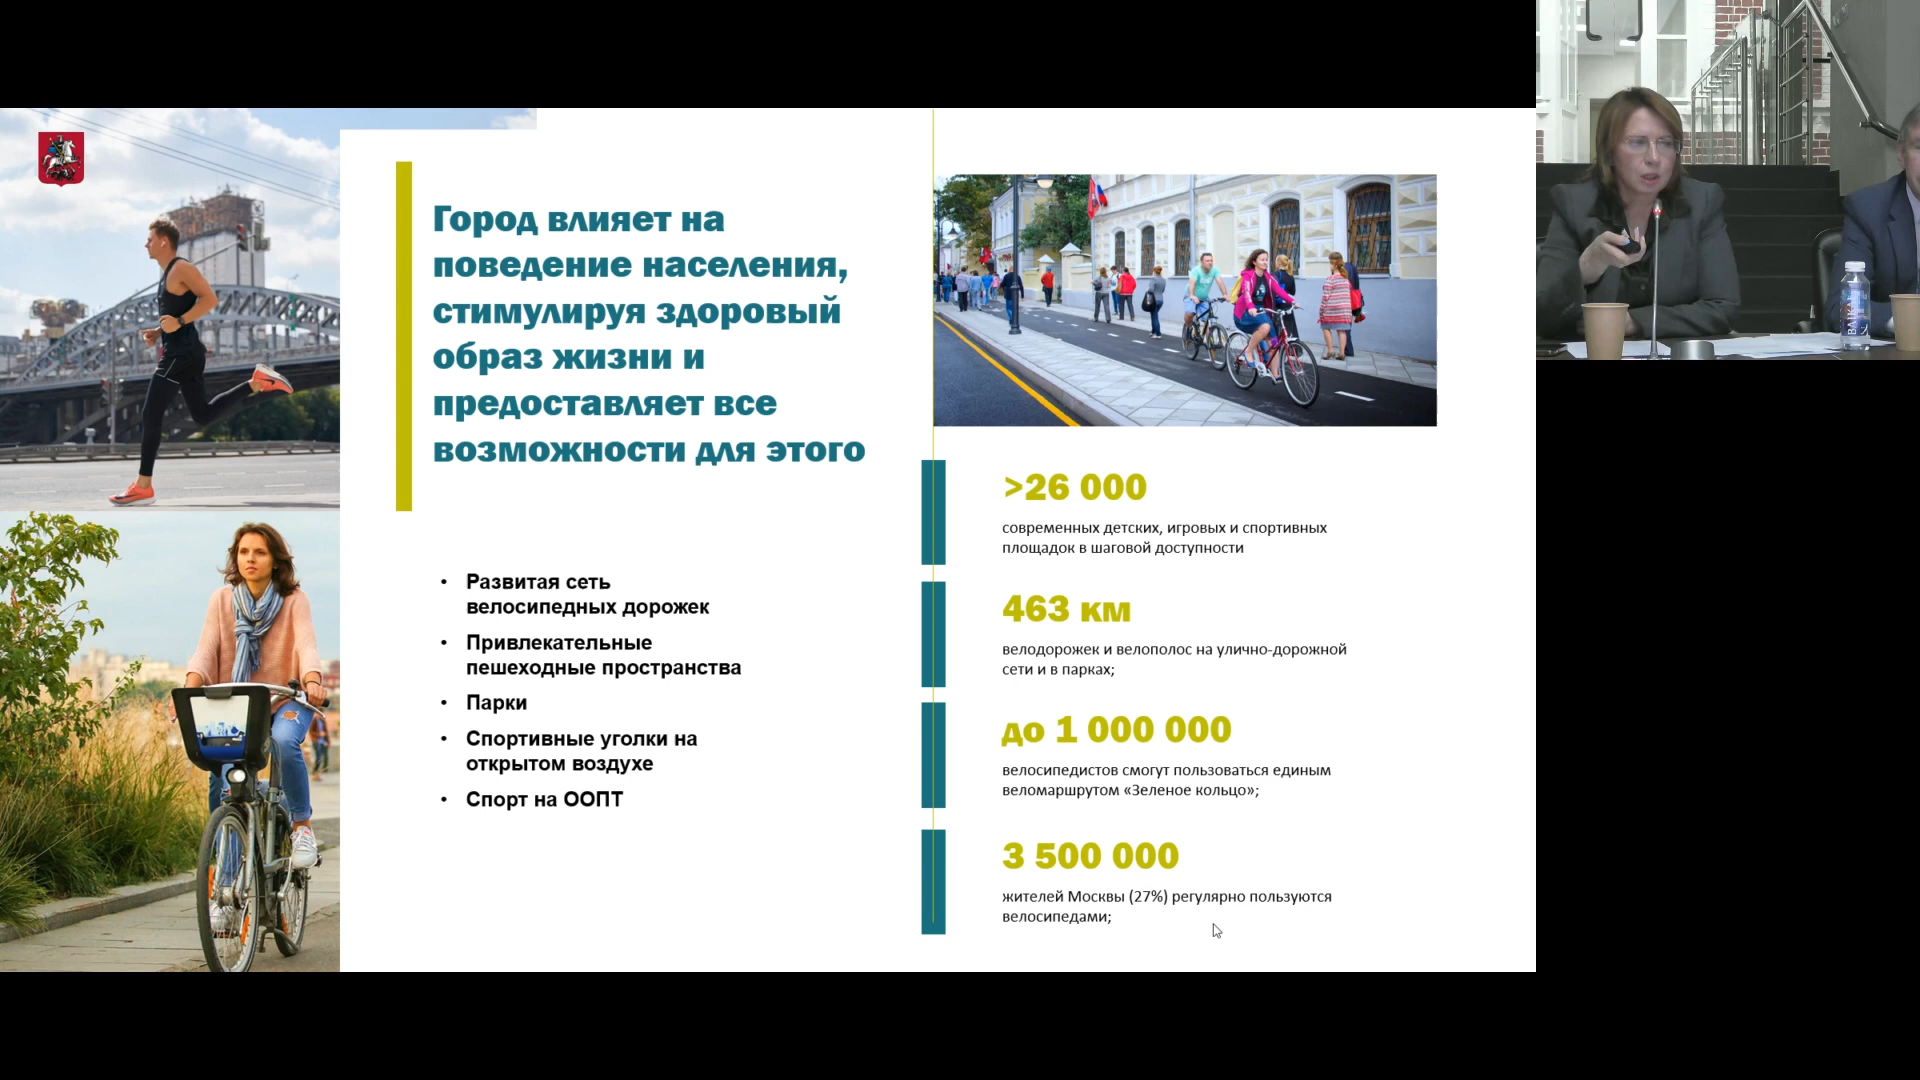 Город влияет на
поведение населения,
стимулируя здоровый
образ жизни и
предоставляет все
возможности для этого
• Развитая сеть
велосипедных дорожек
• Привлекательные
пешеходные пространства
• Парки
• Спортивные уголки на
открытом воздухе
• Спорт на ООПТ
>26 000
современных детских, игровых и спортивных
площадок в шаговой доступности
463 км
велодорожек и велополос на улично-дорожной
сети и в парках;
до 1 000 000
велосипедистов смогут пользоваться единым
веломаршрутом «Зеленое кольцо»;
3 500 000
жителей Москвы (27%) регулярно пользуются
велосипедами;